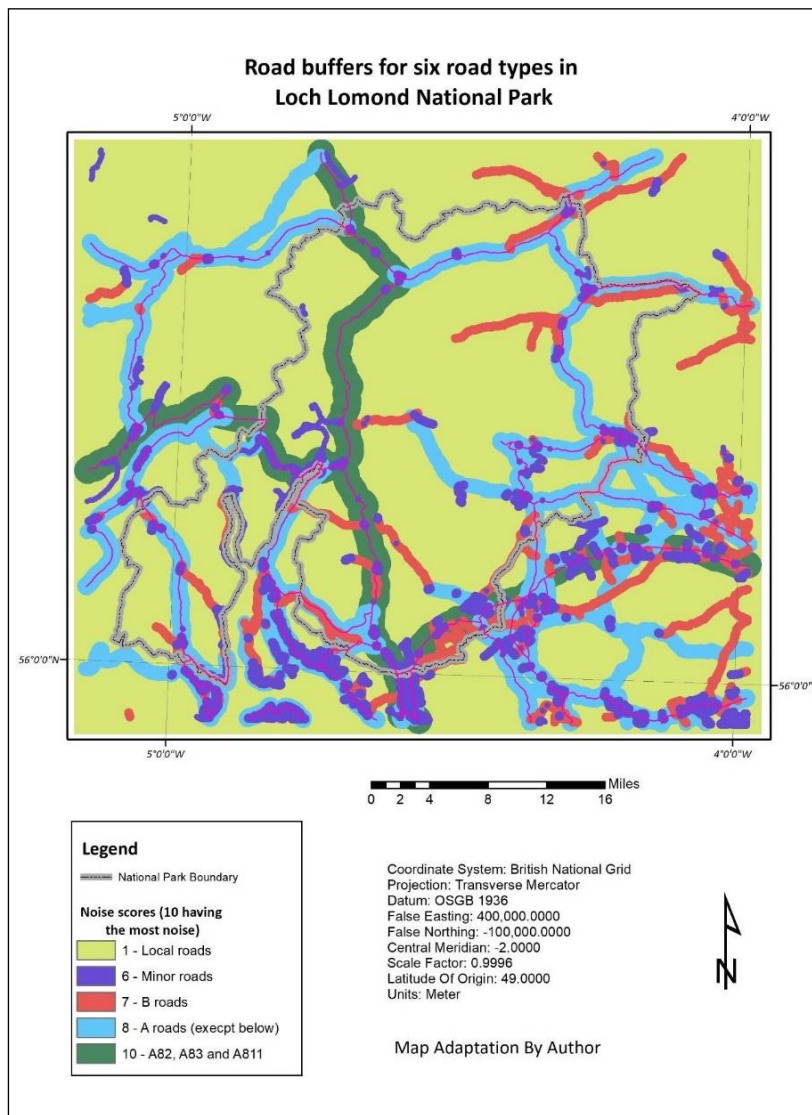 Road buffers for six road types in
Loch Lomond National Park
5°0'0"W
4°0'0"W
56°0'0"N
56°0'0"
5°0'0"W
4°0'0"W
Miles
0 1 2 4 8 12 16
Legend
National Park Boundary
Noise scores (10 having
the most noise)
1 - Local roads
6 - Minor roads
7 - B roads
8 - A roads (execpt below)
10 - A82, A83 and A811
Coordinate System: British National Grid
Projection: Transverse Mercator
Datum: OSGB 1936
False Easting: 400,000.0000
False Northing: -100,000.0000
Central Meridian: -2.0000
Scale Factor: 0.9996
Latitude Of Origin: 49.0000
Units: Meter
N
Map Adaptation By Author